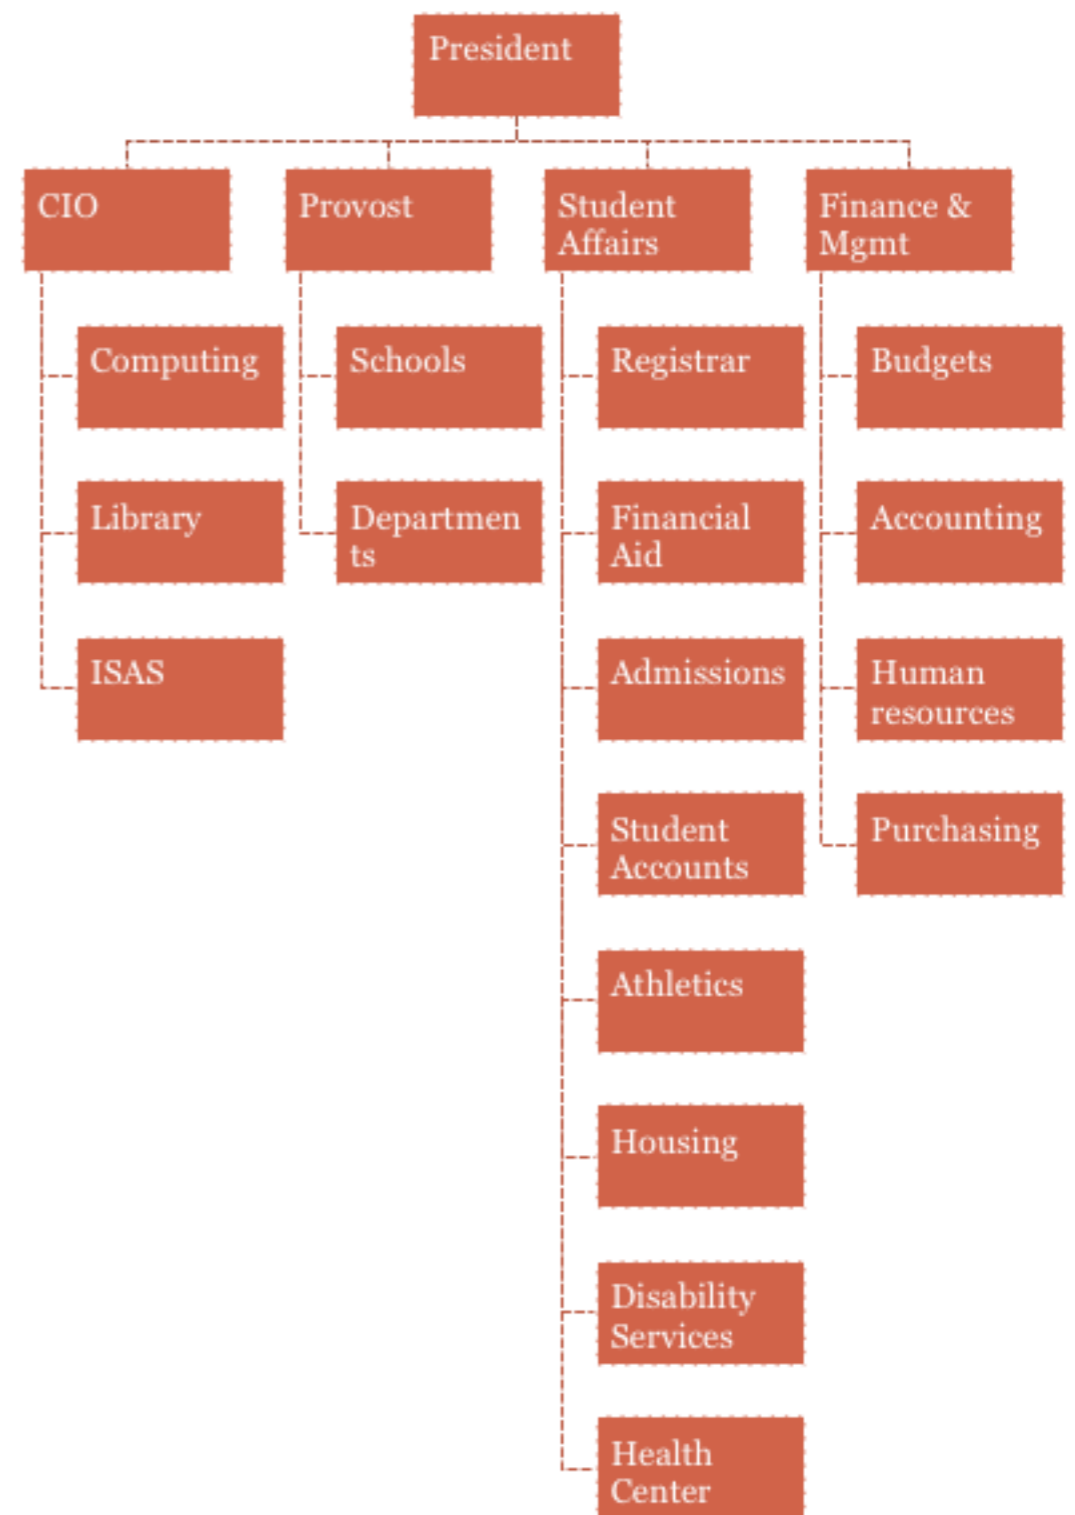 President
CIO
Provost
Student
Affairs
Finance &
Mgmt
Computing
Schools
Registrar
Budgets
Library
Departmen
ts
Financial
Aid
Accounting
ISAS
Admissions
Human
resources
Student
Accounts
Purchasing
Athletics
Housing
Disability
Services
Health
Center